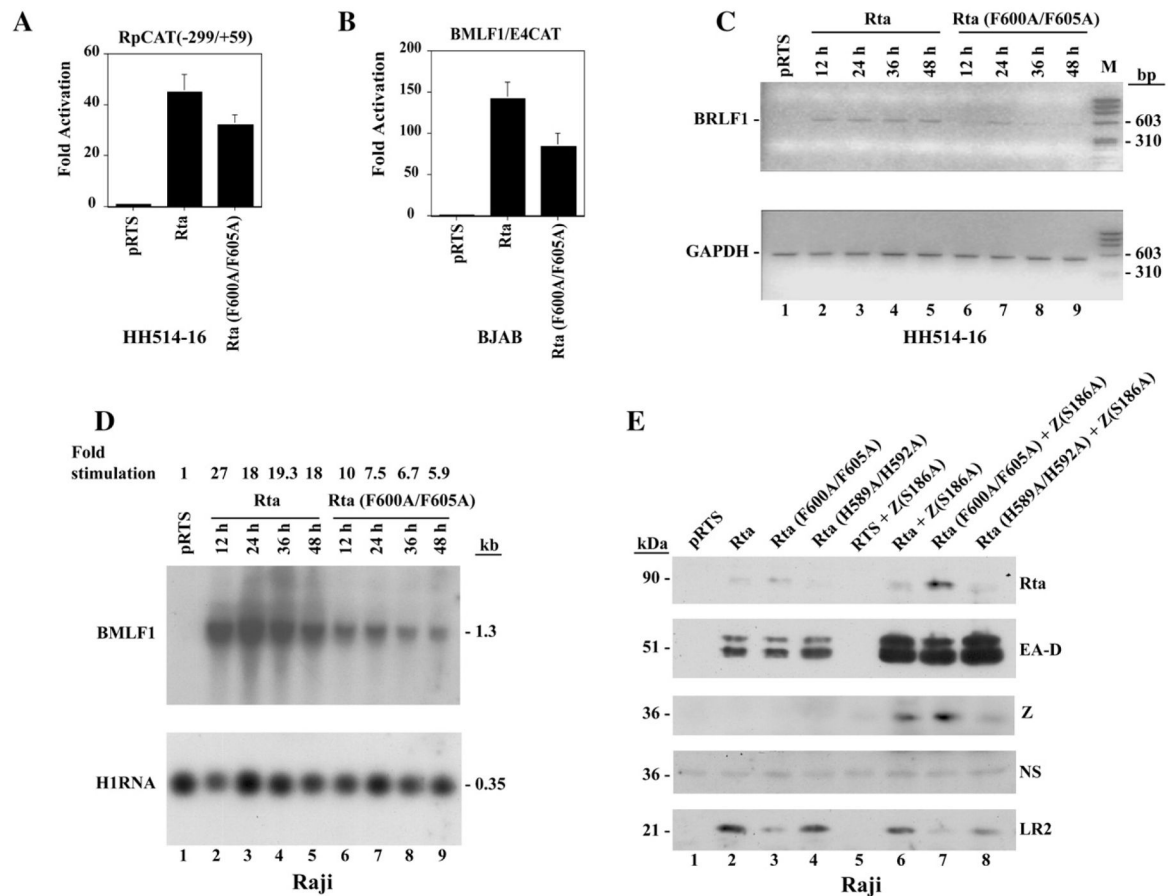 A
RpCAT(-299/+59)
Fold Activation
60
40
20
0
pRTS
Rta
Rta (F600A/F605A)
HH514-16
B
BMLF1/E4CAT
Fold Activation
200
150
100
50
0
pRTS
Rta
Rta (F600A/F605A)
BJAB
C
Rta Rta (F600A/F605A)
pRTS 12 h 24 h 36 h 48 h 12 h 24 h 36 h 48 h M bp
BRLF1 -
- 603
- 310
GAPDH -
- 603
- 310
1 2 3 4 5 6 7 8 9
HH514-16
D
Fold
stimulation 1 27 18 19.3 18 10 7.5 6.7 5.9
Rta Rta (F600A/F605A)
pRTS 12 h 24 h 36 h 48 h 12 h 24 h 36 h 48 h kb
BMLF1 - 1.3
H1RNA - 0.35
1 2 3 4 5 6 7 8 9
Raji
E
pRTS
Rta
Rta (F600A/F605A)
Rta (H589A/H592A)
RTS + Z(S186A)
Rta + Z(S186A)
Rta (F600A/F605A) + Z(S186A)
Rta (H589A/H592A) + Z(S186A)
kDa
90 - Rta
51 - EA-D
36 - Z
36 - NS
21 - LR2
1 2 3 4 5 6 7 8
Raji